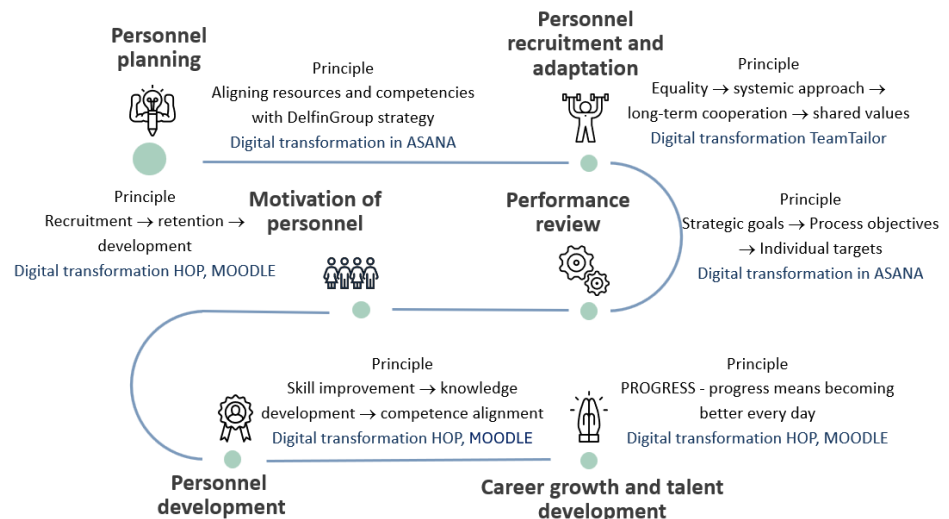 Personnel
planning
Principle
Aligning resources and competencies
with DelfinGroup strategy
Digital transformation in ASANA
Personnel
recruitment and
adaptation
Principle
Equality → systemic approach →
long-term cooperation → shared values
Digital transformation TeamTailor
Performance
review
Principle
Strategic goals → Process objectives
→ Individual targets
Digital transformation in ASANA
Motivation of
personnel
Principle
Recruitment → retention →
development
Digital transformation HOP, MOODLE
Personnel
development
Principle
Skill improvement → knowledge
development → competence alignment
Digital transformation HOP, MOODLE
Career growth and talent
development
Principle
PROGRESS - progress means becoming
better every day
Digital transformation HOP, MOODLE